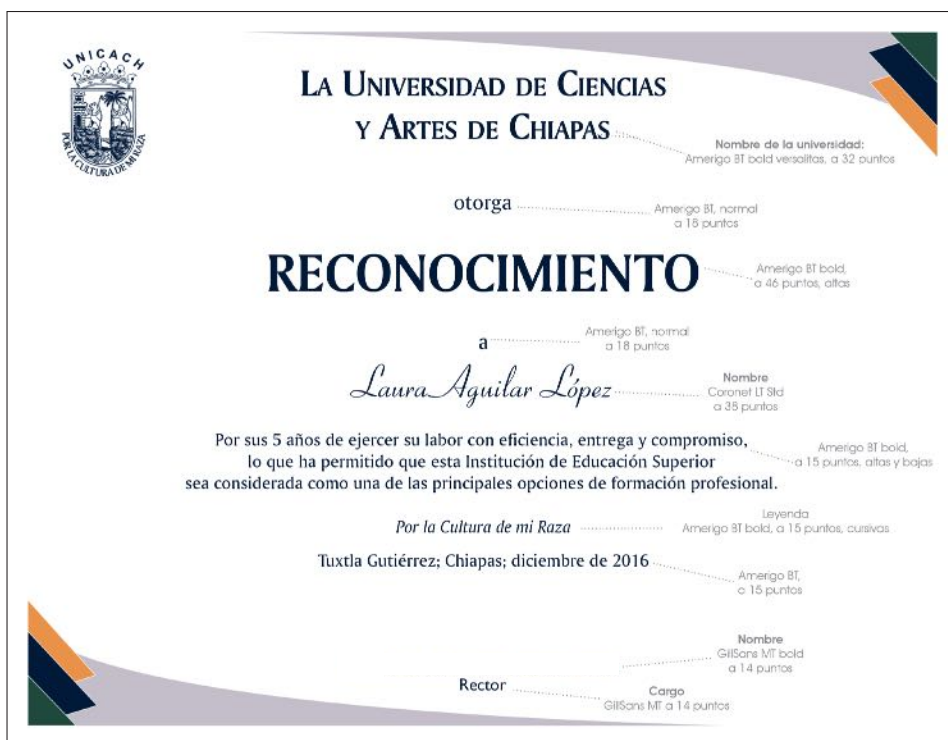 UNICACH
POR LA CULTURA DE MI RAZA
LA UNIVERSIDAD DE CIENCIAS
Y ARTES DE CHIAPAS
Nombre de la universidad:
Amerigo BT bold versalitas, a 32 puntos
otorga
Amerigo BT, normal
a 18 puntos
RECONOCIMIENTO
Amerigo BT bold,
a 46 puntos, altas
a
Amerigo BT, normal
a 18 puntos
Laura Aguilar López
Nombre
Coronet LT Std
a 38 puntos
Por sus 5 años de ejercer su labor con eficiencia, entrega y compromiso,
lo que ha permitido que esta Institución de Educación Superior
sea considerada como una de las principales opciones de formación profesional.
Amerigo BT bold,
a 15 puntos, altas y bajas
Por la Cultura de mi Raza
Leyenda
Amerigo BT bold, a 15 puntos, cursivas
Tuxtla Gutiérrez; Chiapas; diciembre de 2016
Amerigo BT,
a 15 puntos
Nombre
GillSans MT bold
a 14 puntos
Rector
Cargo
GillSans MT a 14 puntos